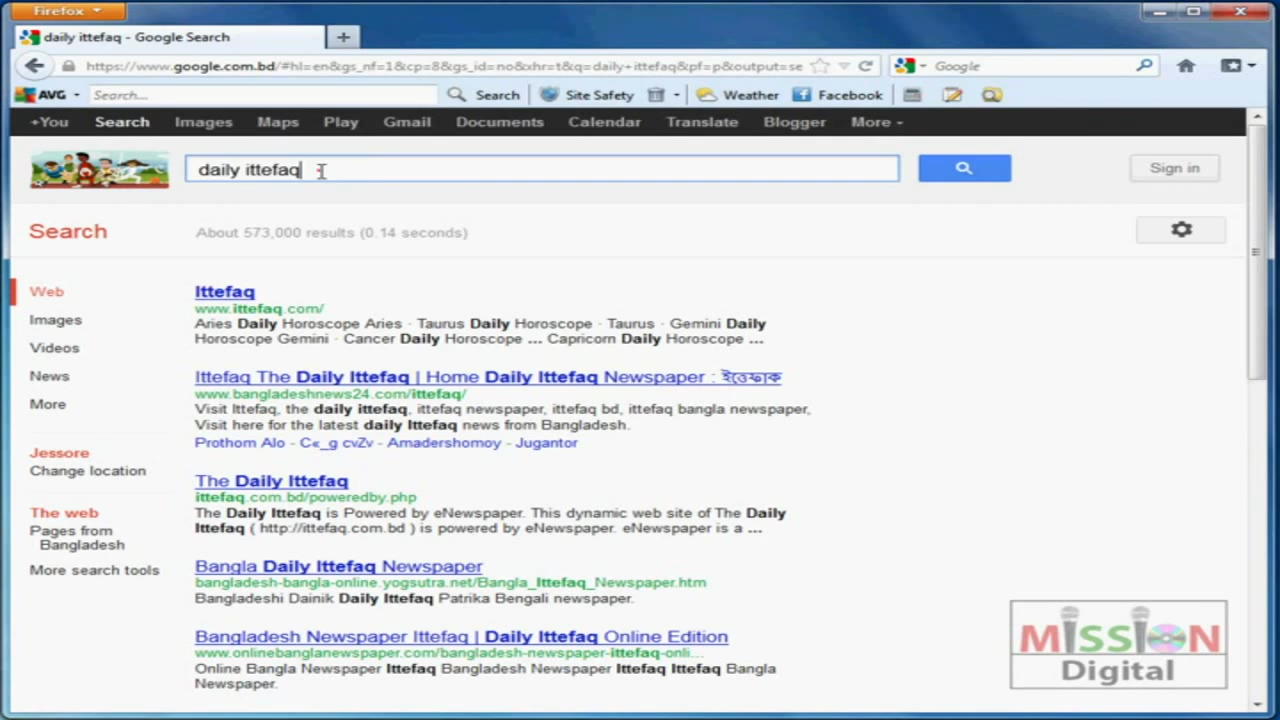 Firefox
daily ittefaq - Google Search
https://www.google.com.bd/#hl=en&gs_nf=1&cp=8&gs_id=no&xhr=t&q=daily+ittefaq&pf=p&output=se
Google
AVG Search... Search Site Safety Weather Facebook
+You Search Images Maps Play Gmail Documents Calendar Translate Blogger More
daily ittefaq
Sign in
Search
About 573,000 results (0.14 seconds)
Web
Images
Videos
News
More
Jessore
Change location
The web
Pages from
Bangladesh
More search tools
Ittefaq
www.ittefaq.com/
Aries Daily Horoscope Aries · Taurus Daily Horoscope · Taurus · Gemini Daily
Horoscope Gemini · Cancer Daily Horoscope ... Capricorn Daily Horoscope ...
Ittefaq The Daily Ittefaq | Home Daily Ittefaq Newspaper : ইত্তেফাক
www.bangladeshnews24.com/ittefaq/
Visit Ittefaq, the daily ittefaq, ittefaq newspaper, ittefaq bd, ittefaq bangla newspaper,
Visit here for the latest daily Ittefaq news from Bangladesh.
Prothom Alo - C«_g cvZv - Amadershomoy - Jugantor
The Daily Ittefaq
ittefaq.com.bd/poweredby.php
The Daily Ittefaq is Powered by eNewspaper. This dynamic web site of The Daily
Ittefaq ( http://ittefaq.com.bd ) is powered by eNewspaper. eNewspaper is a ...
Bangla Daily Ittefaq Newspaper
bangladesh-bangla-online.yogsutra.net/Bangla_Ittefaq_Newspaper.htm
Bangladeshi Dainik Daily Ittefaq Patrika Bengali newspaper.
Bangladesh Newspaper Ittefaq | Daily Ittefaq Online Edition
www.onlinebanglanewspaper.com/bangladesh-newspaper-ittefaq-onli...
Online Bangla Newspaper Ittefaq Bangladesh Newspaper Ittefaq Ittefaq Bangla
Newspaper.
MISSION
Digital